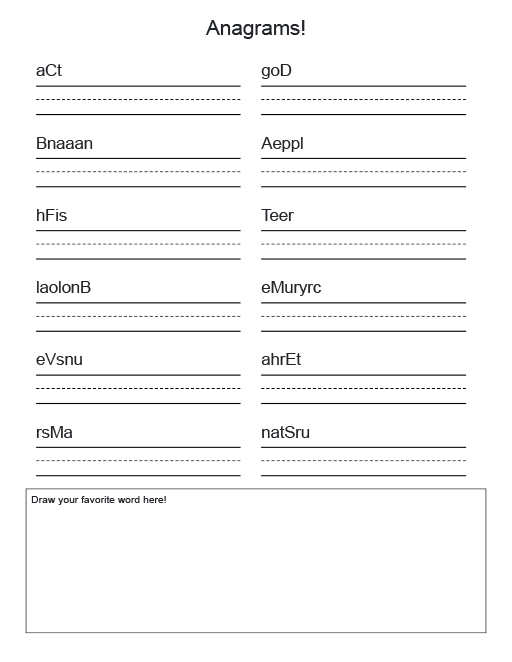 Anagrams!
aCt
goD
Bnaaan
Aeppl
hFis
Teer
laolonB
eMuryrc
eVsnu
ahrEt
rsMa
natSru
Draw your favorite word here!